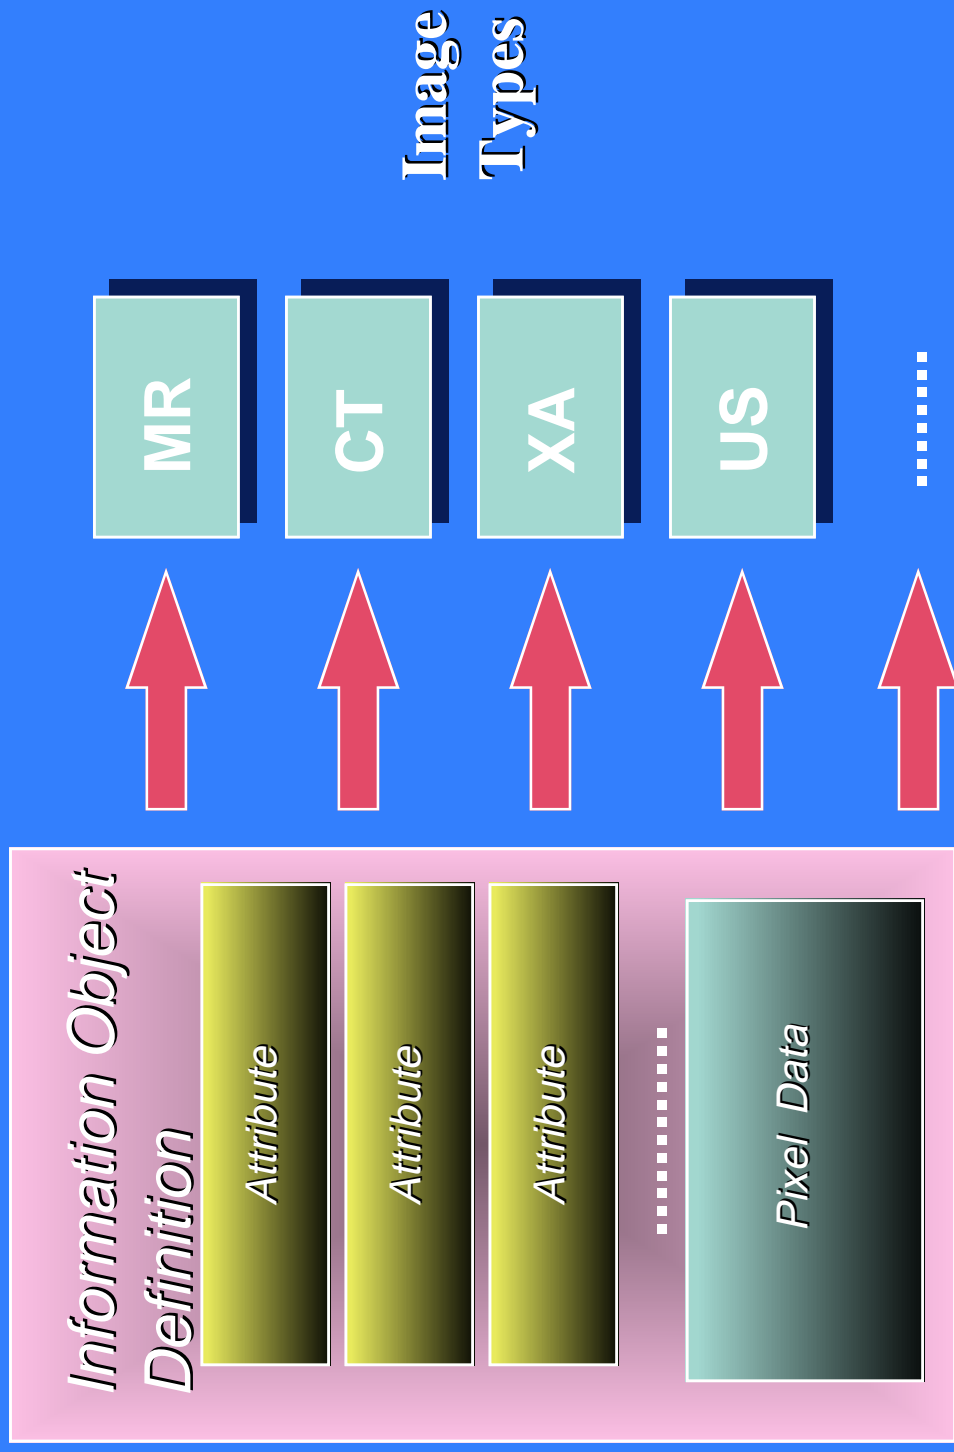 Information Object
Definition
Attribute
Attribute
Attribute
Pixel Data
MR
CT
XA
US
Image
Types